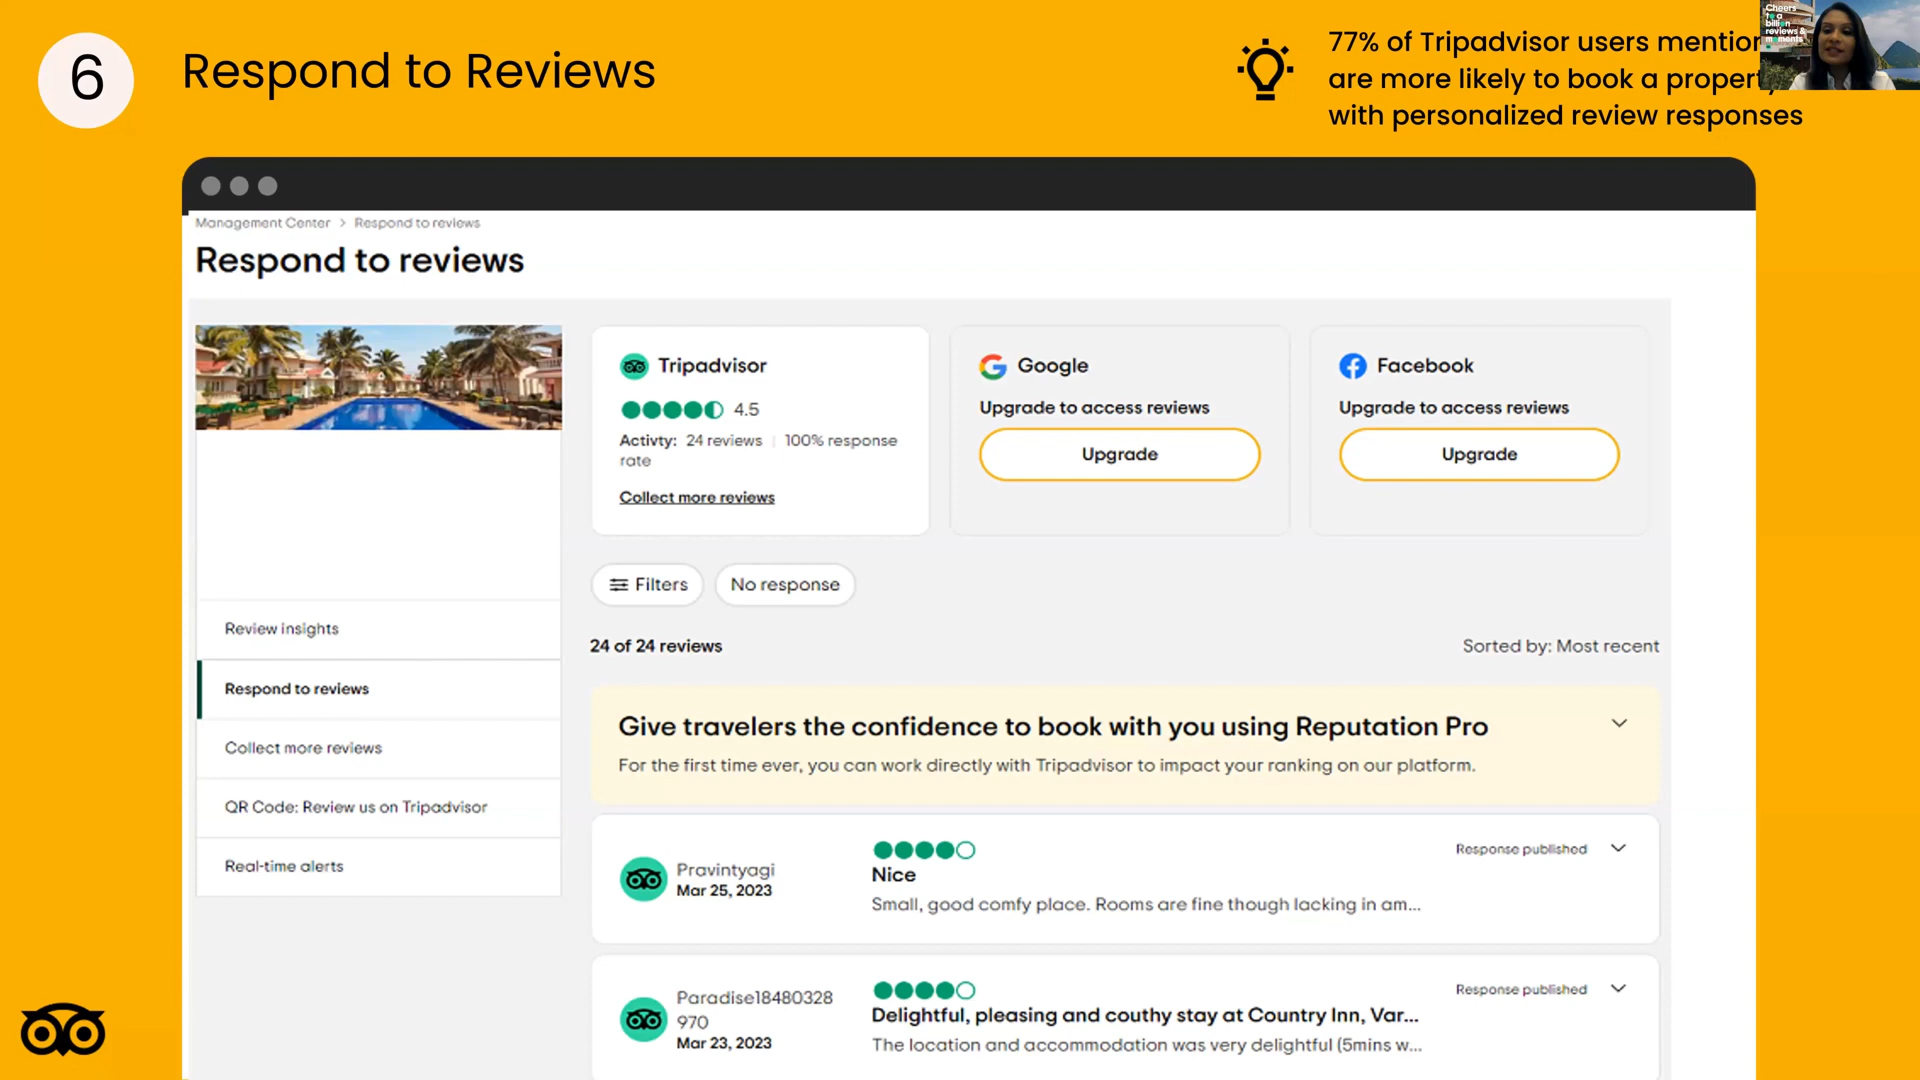 6
Respond to Reviews
77% of Tripadvisor users mention
are more likely to book a property
with personalized review responses
Cheers
to a
billion
reviews &
moments
Management Center > Respond to reviews
Respond to reviews
Tripadvisor
4.5
Activty: 24 reviews | 100% response
rate
Collect more reviews
Google
Upgrade to access reviews
Upgrade
Facebook
Upgrade to access reviews
Upgrade
Filters
No response
24 of 24 reviews
Sorted by: Most recent
Review insights
Respond to reviews
Collect more reviews
QR Code: Review us on Tripadvisor
Real-time alerts
Give travelers the confidence to book with you using Reputation Pro
For the first time ever, you can work directly with Tripadvisor to impact your ranking on our platform.
Pravintyagi
Mar 25, 2023
Nice
Small, good comfy place. Rooms are fine though lacking in am...
Response published
Paradise18480328
970
Mar 23, 2023
Delightful, pleasing and couthy stay at Country Inn, Var...
The location and accommodation was very delightful (5mins w...
Response published